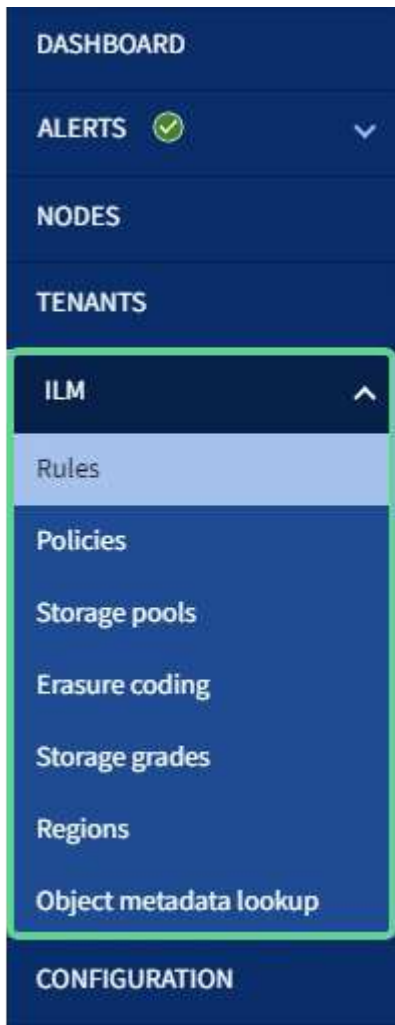 DASHBOARD
ALERTS
NODES
TENANTS
ILM
Rules
Policies
Storage pools
Erasure coding
Storage grades
Regions
Object metadata lookup
CONFIGURATION